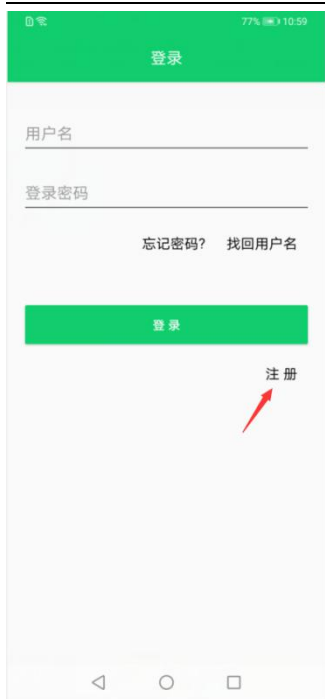 77% 10:59
登录
用户名
登录密码
忘记密码? 找回用户名
登 录
注 册